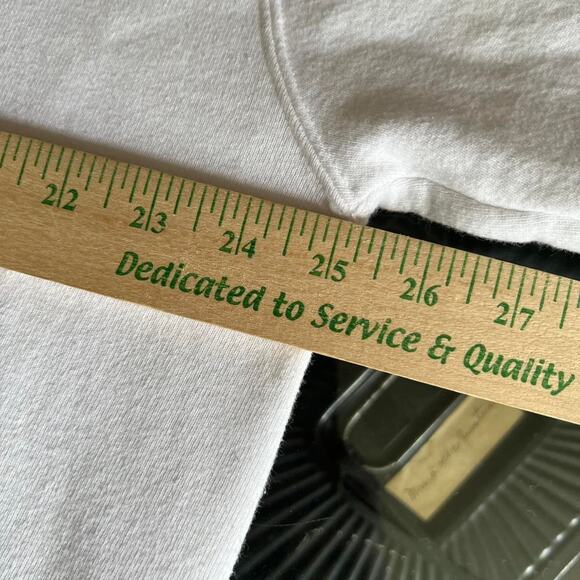 22 23 24 25 26 27
Dedicated to Service & Quality